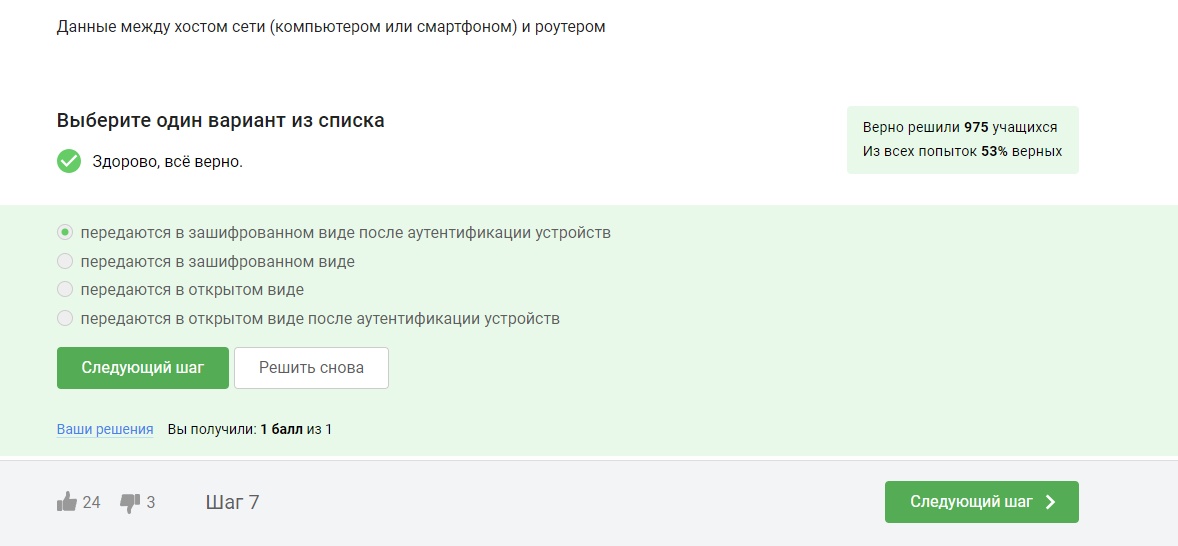 Данные между хостом сети (компьютером или смартфоном) и роутером
Выберите один вариант из списка
Здорово, всё верно.
Верно решили 975 учащихся
Из всех попыток 53% верных
передаются в зашифрованном виде после аутентификации устройств
передаются в зашифрованном виде
передаются в открытом виде
передаются в открытом виде после аутентификации устройств
Следующий шаг
Решить снова
Ваши решения Вы получили: 1 балл из 1
24 3 Шаг 7 Следующий шаг